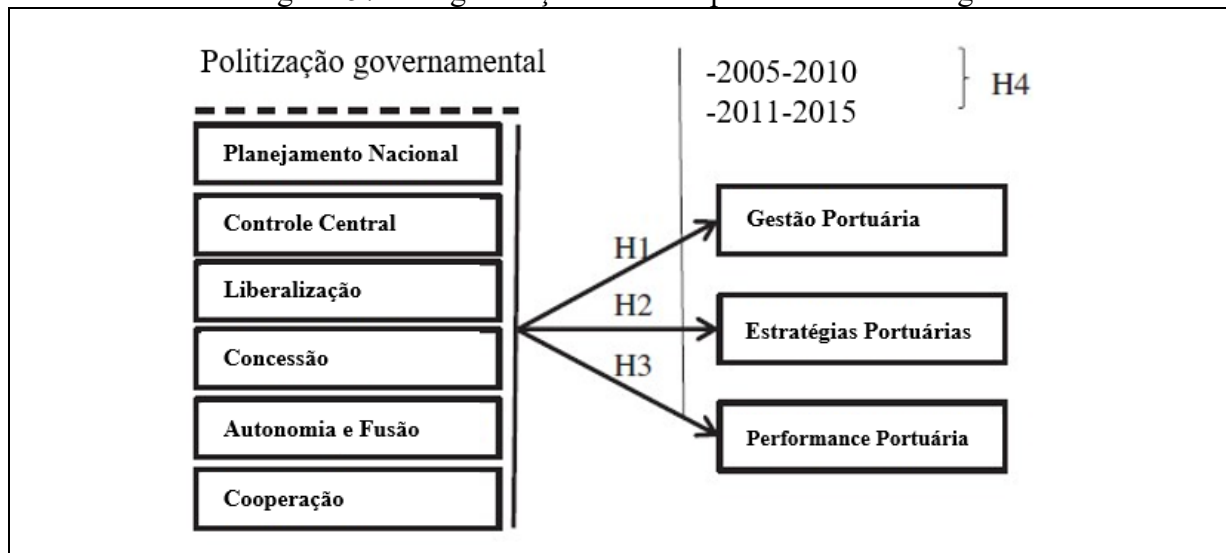 Politização governamental
-2005-2010
-2011-2015
H4
Planejamento Nacional
Controle Central
Liberalização
Concessão
Autonomia e Fusão
Cooperação
H1
H2
H3
Gestão Portuária
Estratégias Portuárias
Performance Portuária